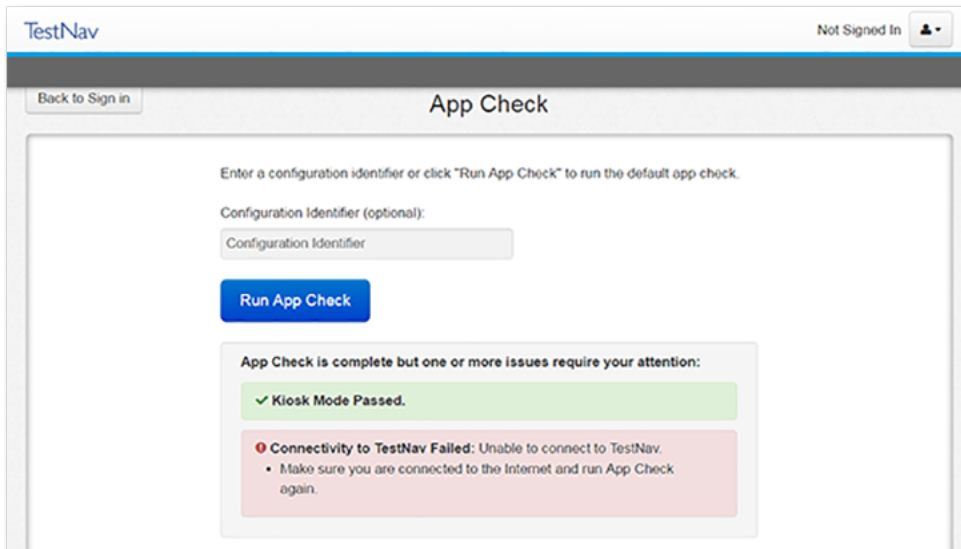 TestNav
Not Signed In
Back to Sign in
App Check
Enter a configuration identifier or click "Run App Check" to run the default app check.
Configuration Identifier (optional):
Configuration Identifier
Run App Check
App Check is complete but one or more issues require your attention:
Kiosk Mode Passed.
Connectivity to TestNav Failed: Unable to connect to TestNav.
• Make sure you are connected to the Internet and run App Check
again.